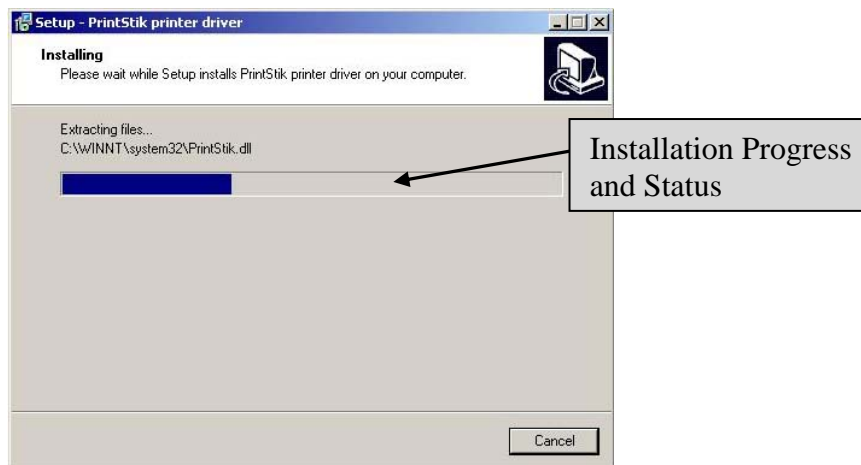 Setup - PrintStik printer driver
Installing
Please wait while Setup installs PrintStik printer driver on your computer.
Extracting files...
C:\WINNT\system32\PrintStik.dll
Installation Progress
and Status
Cancel